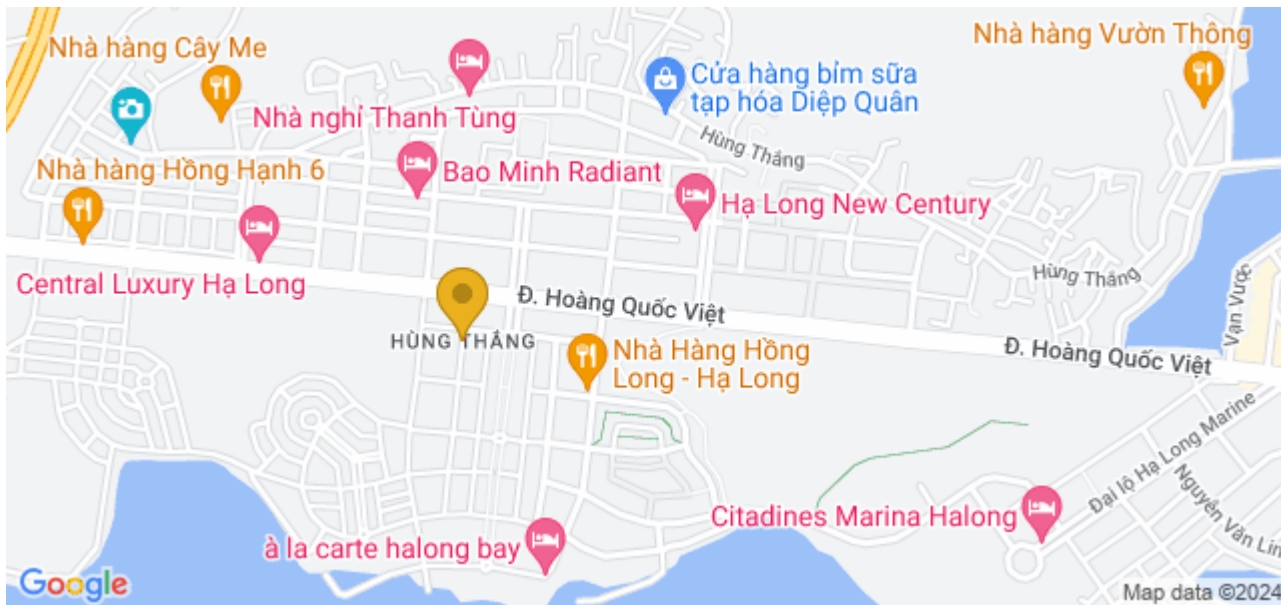 Nhà hàng Cây Me
Nhà hàng Vườn Thông
Cửa hàng bỉm sữa
tạp hóa Diệp Quân
Nhà nghỉ Thanh Tùng
Hùng Thắng
Nhà hàng Hồng Hạnh 6
Bao Minh Radiant
Hạ Long New Century
Hùng Thắng
Vạn Vược
Central Luxury Hạ Long
Đ. Hoàng Quốc Việt
HÙNG THẮNG
Đ. Hoàng Quốc Việt
Nhà Hàng Hồng
Long - Hạ Long
Đại lộ Hạ Long Marine
Nguyễn Văn Lin
Citadines Marina Halong
à la carte halong bay
Google
Map data ©2024